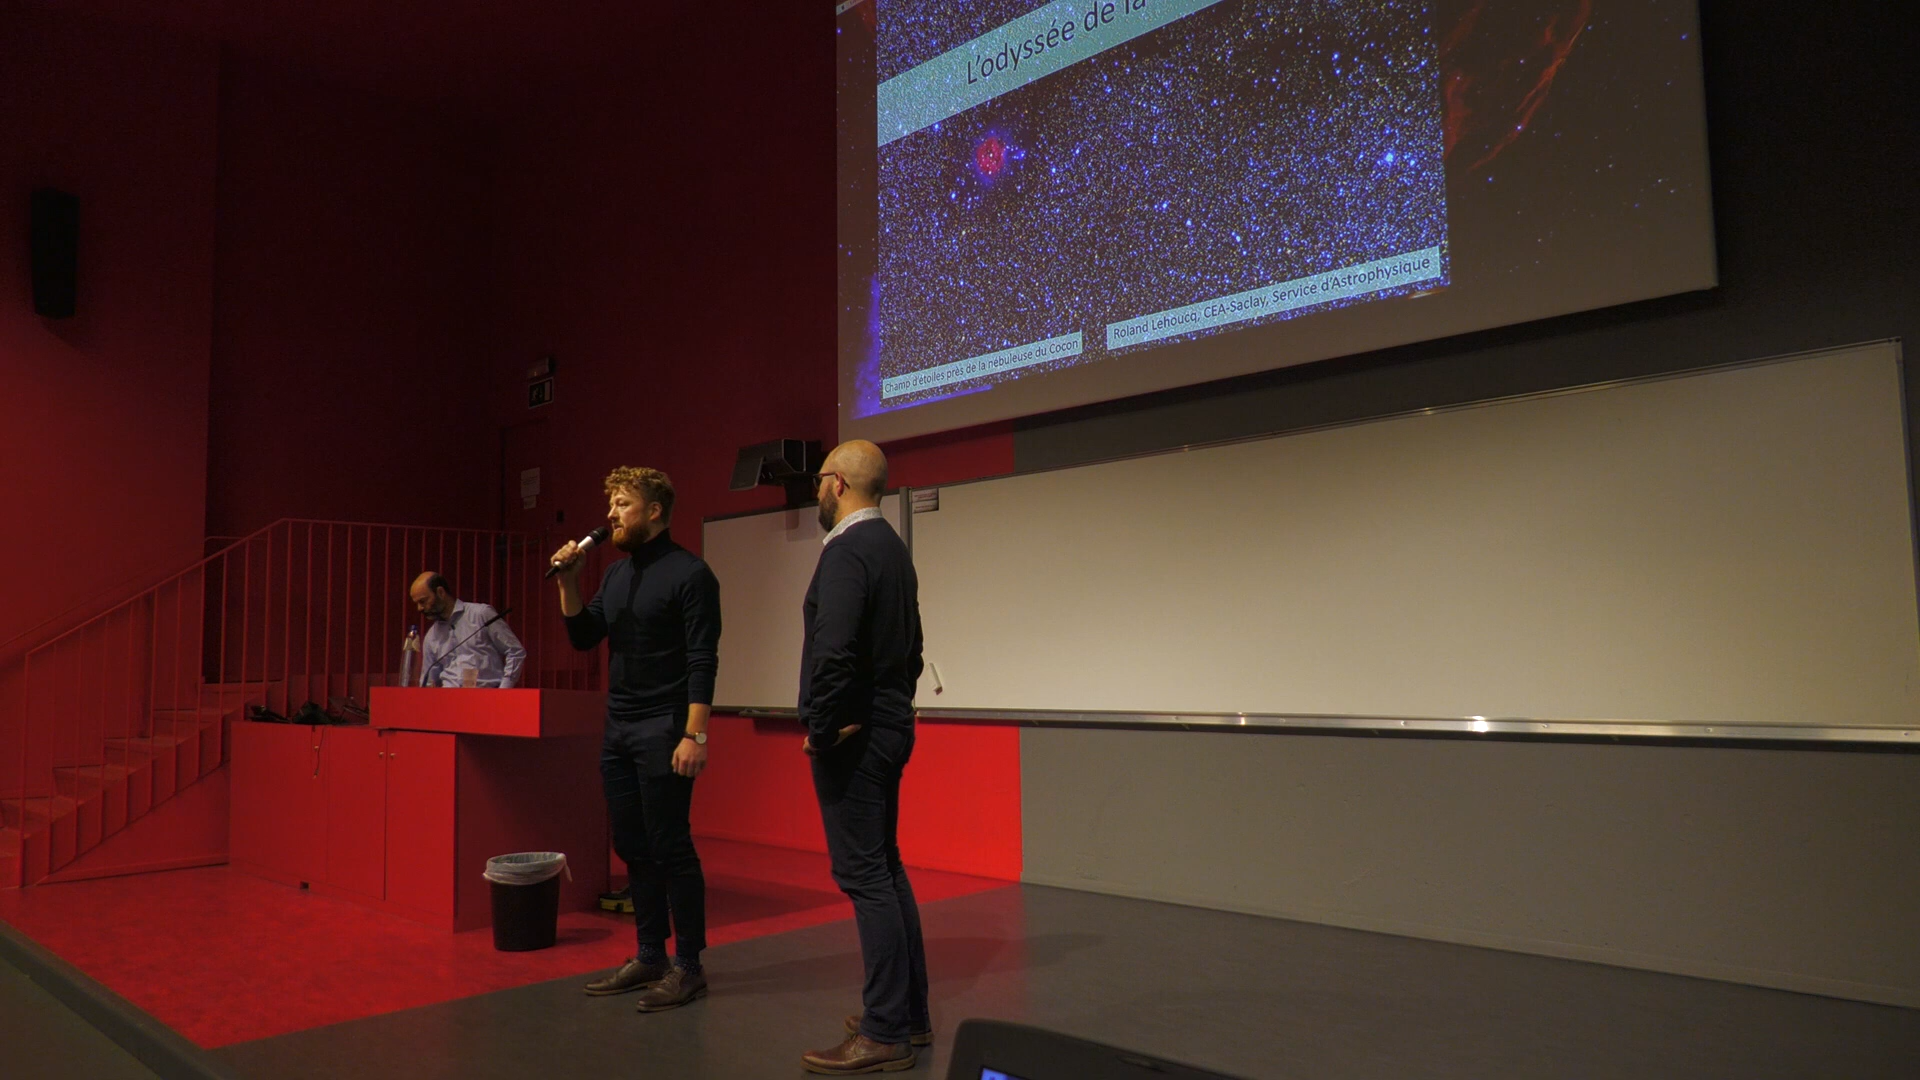 L'odyssée de la
Champ d'étoiles près de la nébuleuse du Cocon
Roland Lehoucq, CEA-Saclay, Service d'Astrophysique